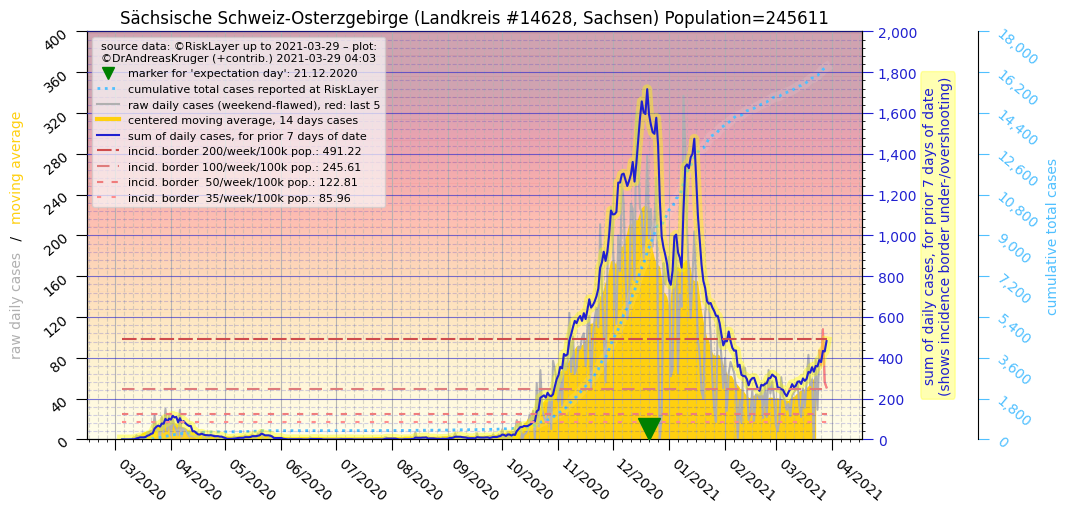 Sächsische Schweiz-Osterzgebirge (Landkreis #14628, Sachsen) Population=245611
source data: ©RiskLayer up to 2021-03-29 – plot:
©DrAndreasKruger (+contrib.) 2021-03-29 04:03
marker for 'expectation day': 21.12.2020
cumulative total cases reported at RiskLayer
raw daily cases (weekend-flawed), red: last 5
centered moving average, 14 days cases
sum of daily cases, for prior 7 days of date
incid. border 200/week/100k pop.: 491.22
incid. border 100/week/100k pop.: 245.61
incid. border  50/week/100k pop.: 122.81
incid. border  35/week/100k pop.: 85.96
raw daily cases / moving average
400
360
320
280
240
200
160
120
80
40
0
03/2020
04/2020
05/2020
06/2020
07/2020
08/2020
09/2020
10/2020
11/2020
12/2020
01/2021
02/2021
03/2021
04/2021
2,000
1,800
1,600
1,400
1,200
1,000
800
600
400
200
0
sum of daily cases, for prior 7 days of date
(shows incidence border under-/overshooting)
18,000
16,200
14,400
12,600
10,800
9,000
7,200
5,400
3,600
1,800
0
cumulative total cases